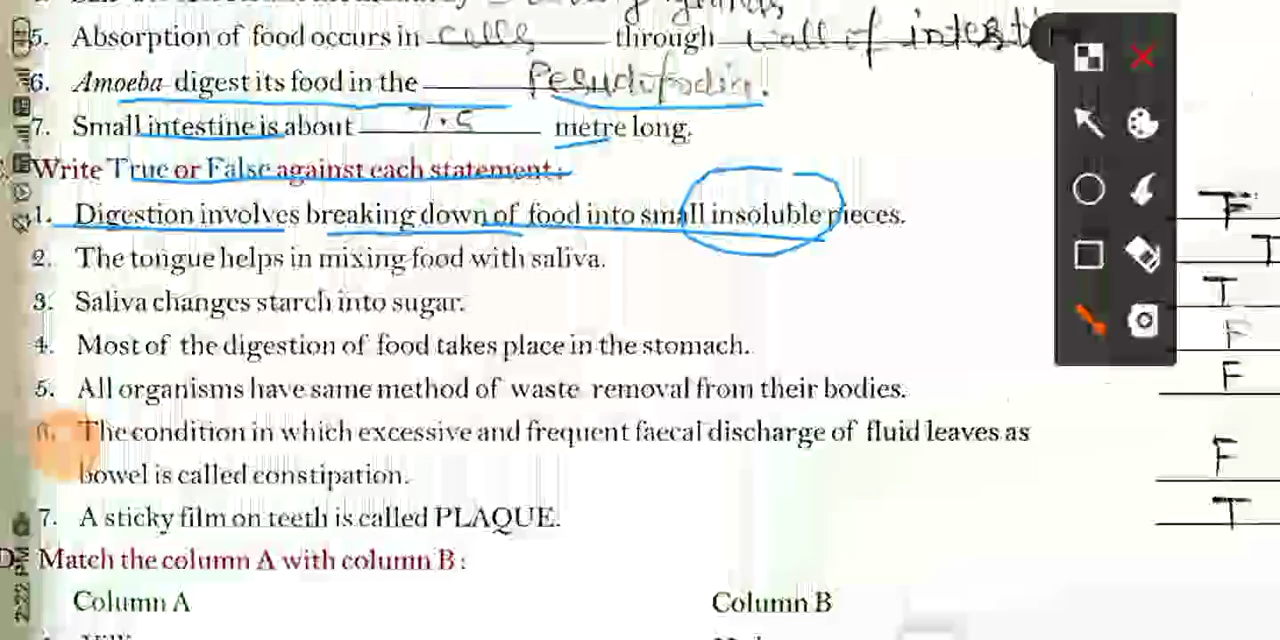 5. Absorption of food occurs in cells through wall of intesti
6. Amoeba digest its food in the Pesudofodia.
7. Small intestine is about 7.5 metre long.
Write True or False against each statement:
1. Digestion involves breaking down of food into small insoluble pieces. F
2. The tongue helps in mixing food with saliva. T
3. Saliva changes starch into sugar. T
4. Most of the digestion of food takes place in the stomach. F
5. All organisms have same method of waste removal from their bodies. F
6. The condition in which excessive and frequent faecal discharge of fluid leaves as
bowel is called constipation. F
7. A sticky film on teeth is called PLAQUE. T
D. Match the column A with column B:
Column A Column B
2:22 PM